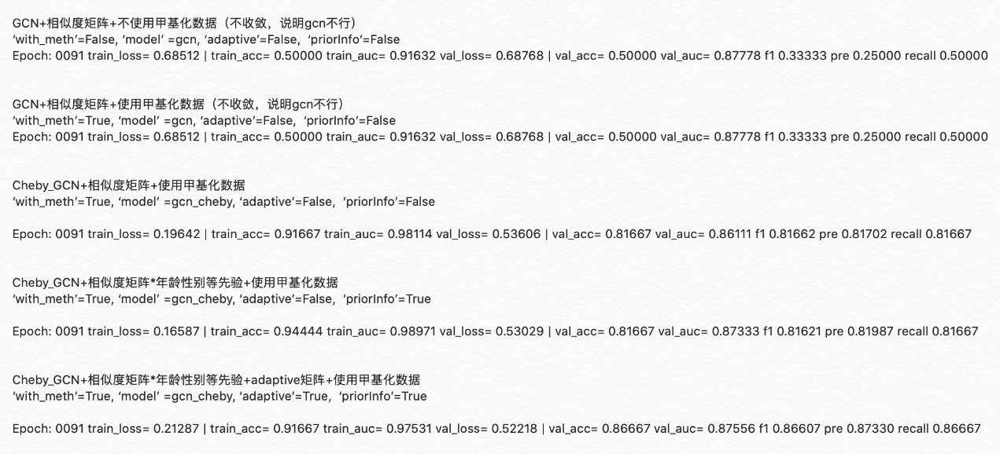 GCN+相似度矩阵+不使用甲基化数据（不收敛，说明gcn不行）
‘with_meth’=False, ‘model’ =gcn, ‘adaptive’=False,  ‘priorInfo’=False
Epoch: 0091 train_loss= 0.68512 | train_acc= 0.50000 train_auc= 0.91632 val_loss= 0.68768 | val_acc= 0.50000 val_auc= 0.87778 f1 0.33333 pre 0.25000 recall 0.50000
GCN+相似度矩阵+使用甲基化数据（不收敛，说明gcn不行）
‘with_meth’=True, ‘model’ =gcn, ‘adaptive’=False,  ‘priorInfo’=False
Epoch: 0091 train_loss= 0.68512 | train_acc= 0.50000 train_auc= 0.91632 val_loss= 0.68768 | val_acc= 0.50000 val_auc= 0.87778 f1 0.33333 pre 0.25000 recall 0.50000
Cheby_GCN+相似度矩阵+使用甲基化数据
‘with_meth’=True, ‘model’ =gcn_cheby, ‘adaptive’=False,  ‘priorInfo’=False
Epoch: 0091 train_loss= 0.19642 | train_acc= 0.91667 train_auc= 0.98114 val_loss= 0.53606 | val_acc= 0.81667 val_auc= 0.86111 f1 0.81662 pre 0.81702 recall 0.81667
Cheby_GCN+相似度矩阵*年龄性别等先验+使用甲基化数据
‘with_meth’=True, ‘model’ =gcn_cheby, ‘adaptive’=False,  ‘priorInfo’=True
Epoch: 0091 train_loss= 0.16587 | train_acc= 0.94444 train_auc= 0.98971 val_loss= 0.53029 | val_acc= 0.81667 val_auc= 0.87333 f1 0.81621 pre 0.81987 recall 0.81667
Cheby_GCN+相似度矩阵*年龄性别等先验+adaptive矩阵+使用甲基化数据
‘with_meth’=True, ‘model’ =gcn_cheby, ‘adaptive’=True,  ‘priorInfo’=True
Epoch: 0091 train_loss= 0.21287 | train_acc= 0.91667 train_auc= 0.97531 val_loss= 0.52218 | val_acc= 0.86667 val_auc= 0.87556 f1 0.86607 pre 0.87330 recall 0.86667